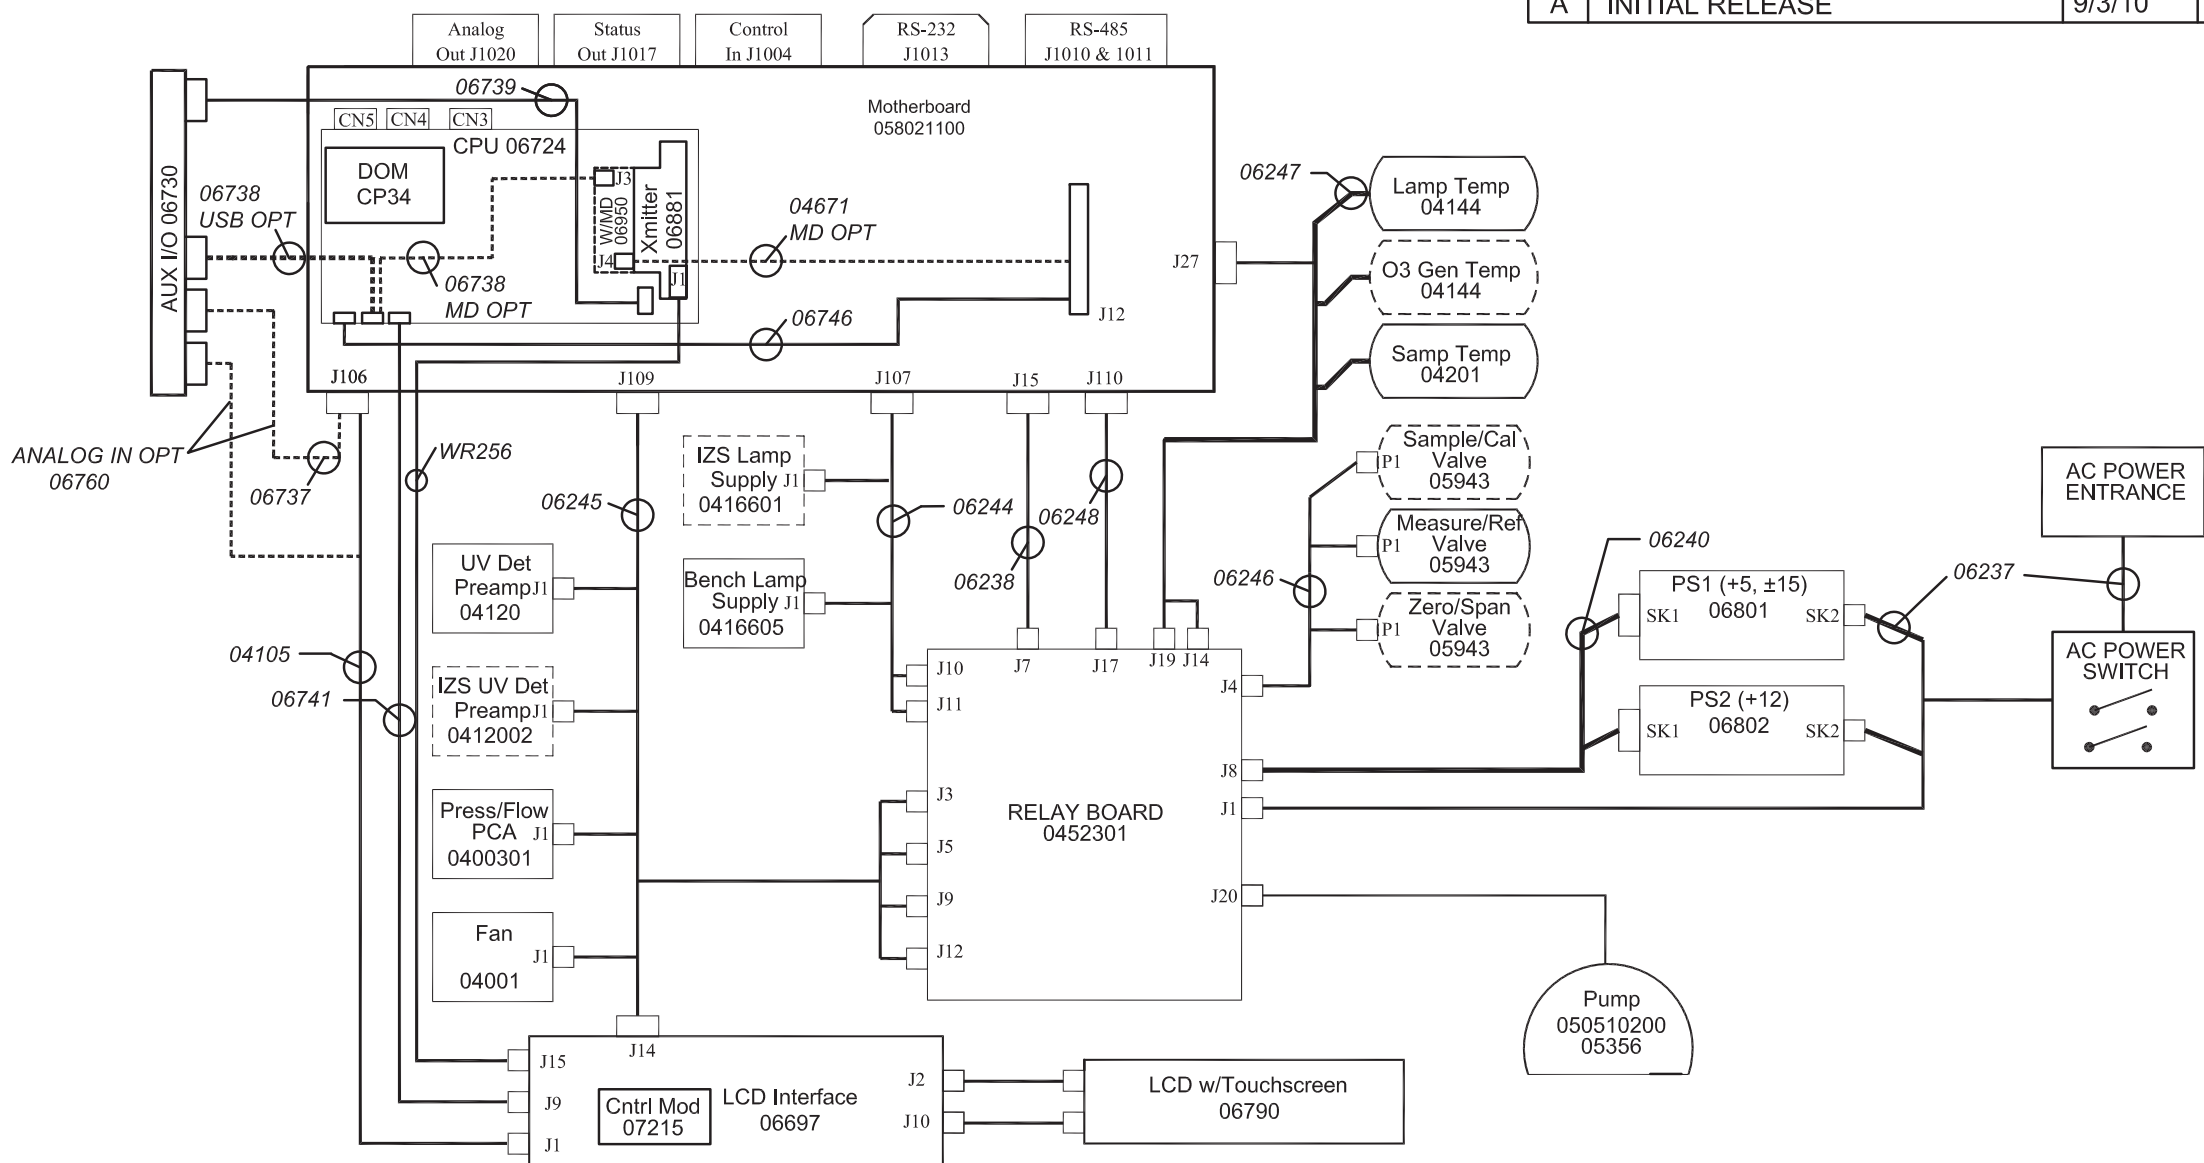 A INITIAL RELEASE 9/3/10
Analog
Out J1020
Status
Out J1017
Control
In J1004
RS-232
J1013
RS-485
J1010 & 1011
06739
Motherboard
058021100
CN5 CN4 CN3
CPU 06724
DOM
CP34
AUX I/O 06730
06738
USB OPT
06738
MD OPT
J3
W/MD
06950
J4
Xmitter
06881
J1
04671
MD OPT
06746
J12
J27
06247
Lamp Temp
04144
O3 Gen Temp
04144
Samp Temp
04201
J106
J109
J107
J15
J110
ANALOG IN OPT
06760
06737
WR256
06245
IZS Lamp
Supply J1
0416601
06244
06248
06238
Bench Lamp
Supply J1
0416605
UV Det
Preamp J1
04120
IZS UV Det
Preamp J1
0412002
Press/Flow
PCA J1
0400301
Fan
J1
04001
04105
06741
Sample/Cal
P1 Valve
05943
Measure/Ref
P1 Valve
05943
Zero/Span
P1 Valve
05943
06246
J10
J11
J7
J17
J19
J14
J4
J3
J5
J9
J12
RELAY BOARD
0452301
J8
J1
J20
06240
PS1 (+5, ±15)
06801
SK1
SK2
PS2 (+12)
06802
SK1
SK2
06237
AC POWER
ENTRANCE
AC POWER
SWITCH
Pump
050510200
05356
J14
J15
J9
J1
Cntrl Mod
07215
LCD Interface
06697
J2
J10
LCD w/Touchscreen
06790